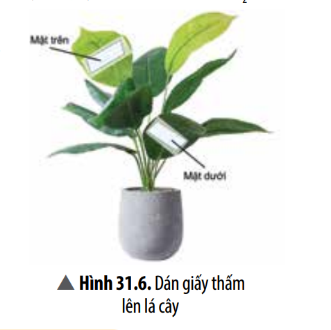 Mặt trên
Mặt dưới
▲ Hình 31.6. Dán giấy thấm
lên lá cây